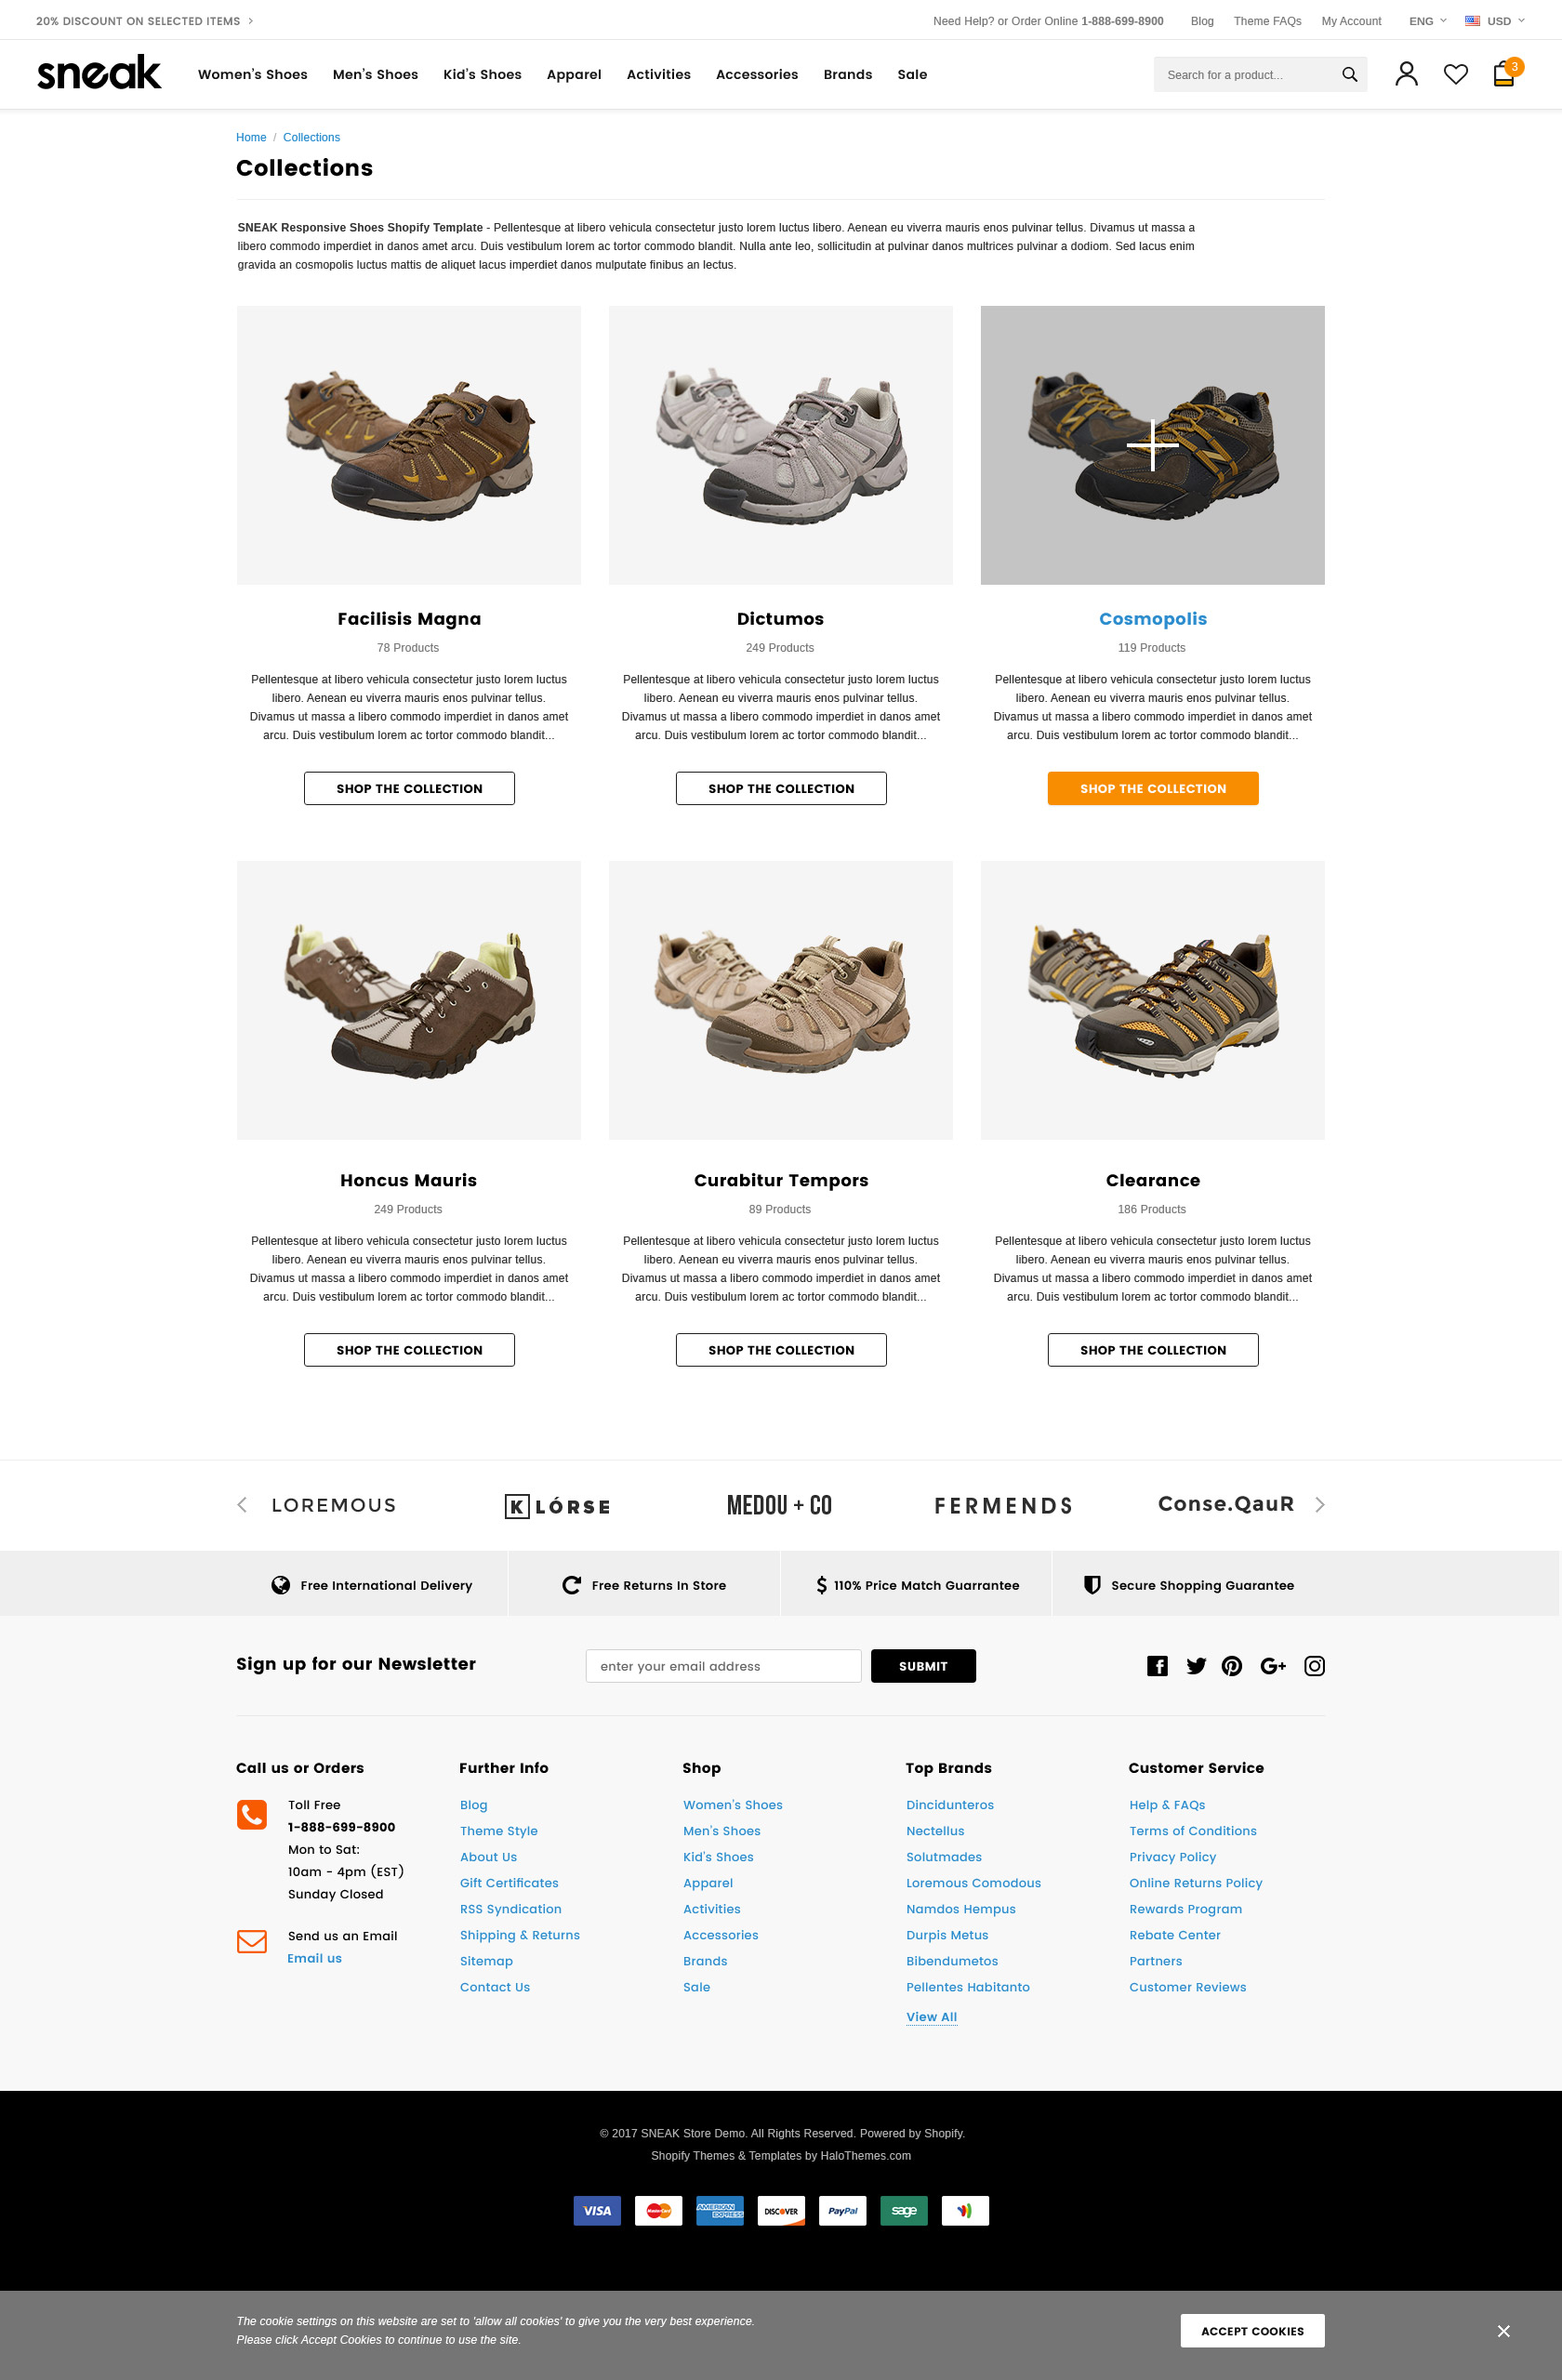 20% DISCOUNT ON SELECTED ITEMS
Need Help? or Order Online 1-888-699-8900 Blog Theme FAQs My Account ENG USD
sneak Women's Shoes Men's Shoes Kid's Shoes Apparel Activities Accessories Brands Sale Search for a product... 3
Home / Collections
Collections
SNEAK Responsive Shoes Shopify Template - Pellentesque at libero vehicula consectetur justo lorem luctus libero. Aenean eu viverra mauris enos pulvinar tellus. Divamus ut massa a
libero commodo imperdiet in danos amet arcu. Duis vestibulum lorem ac tortor commodo blandit. Nulla ante leo, sollicitudin at pulvinar danos multrices pulvinar a dodiom. Sed lacus enim
gravida an cosmopolis luctus mattis de aliquet lacus imperdiet danos mulputate finibus an lectus.
Facilisis Magna
78 Products
Pellentesque at libero vehicula consectetur justo lorem luctus
libero. Aenean eu viverra mauris enos pulvinar tellus.
Divamus ut massa a libero commodo imperdiet in danos amet
arcu. Duis vestibulum lorem ac tortor commodo blandit...
SHOP THE COLLECTION
Dictumos
249 Products
Pellentesque at libero vehicula consectetur justo lorem luctus
libero. Aenean eu viverra mauris enos pulvinar tellus.
Divamus ut massa a libero commodo imperdiet in danos amet
arcu. Duis vestibulum lorem ac tortor commodo blandit...
SHOP THE COLLECTION
Cosmopolis
119 Products
Pellentesque at libero vehicula consectetur justo lorem luctus
libero. Aenean eu viverra mauris enos pulvinar tellus.
Divamus ut massa a libero commodo imperdiet in danos amet
arcu. Duis vestibulum lorem ac tortor commodo blandit...
SHOP THE COLLECTION
Honcus Mauris
249 Products
Pellentesque at libero vehicula consectetur justo lorem luctus
libero. Aenean eu viverra mauris enos pulvinar tellus.
Divamus ut massa a libero commodo imperdiet in danos amet
arcu. Duis vestibulum lorem ac tortor commodo blandit...
SHOP THE COLLECTION
Curabitur Tempors
89 Products
Pellentesque at libero vehicula consectetur justo lorem luctus
libero. Aenean eu viverra mauris enos pulvinar tellus.
Divamus ut massa a libero commodo imperdiet in danos amet
arcu. Duis vestibulum lorem ac tortor commodo blandit...
SHOP THE COLLECTION
Clearance
186 Products
Pellentesque at libero vehicula consectetur justo lorem luctus
libero. Aenean eu viverra mauris enos pulvinar tellus.
Divamus ut massa a libero commodo imperdiet in danos amet
arcu. Duis vestibulum lorem ac tortor commodo blandit...
SHOP THE COLLECTION
LOREMOUS K LÓRSE MEDOU + CO FERMENDS Conse.QauR
Free International Delivery Free Returns In Store $ 110% Price Match Guarrantee Secure Shopping Guarantee
Sign up for our Newsletter enter your email address SUBMIT
Call us or Orders
Toll Free
1-888-699-8900
Mon to Sat:
10am - 4pm (EST)
Sunday Closed
Send us an Email
Email us
Further Info
Blog
Theme Style
About Us
Gift Certificates
RSS Syndication
Shipping & Returns
Sitemap
Contact Us
Shop
Women's Shoes
Men's Shoes
Kid's Shoes
Apparel
Activities
Accessories
Brands
Sale
Top Brands
Dincidunteros
Nectellus
Solutmades
Loremous Comodous
Namdos Hempus
Durpis Metus
Bibendumetos
Pellentes Habitanto
View All
Customer Service
Help & FAQs
Terms of Conditions
Privacy Policy
Online Returns Policy
Rewards Program
Rebate Center
Partners
Customer Reviews
© 2017 SNEAK Store Demo. All Rights Reserved. Powered by Shopify.
Shopify Themes & Templates by HaloThemes.com
VISA MasterCard AMERICAN EXPRESS DISCOVER PayPal sage
The cookie settings on this website are set to 'allow all cookies' to give you the very best experience.
Please click Accept Cookies to continue to use the site.
ACCEPT COOKIES